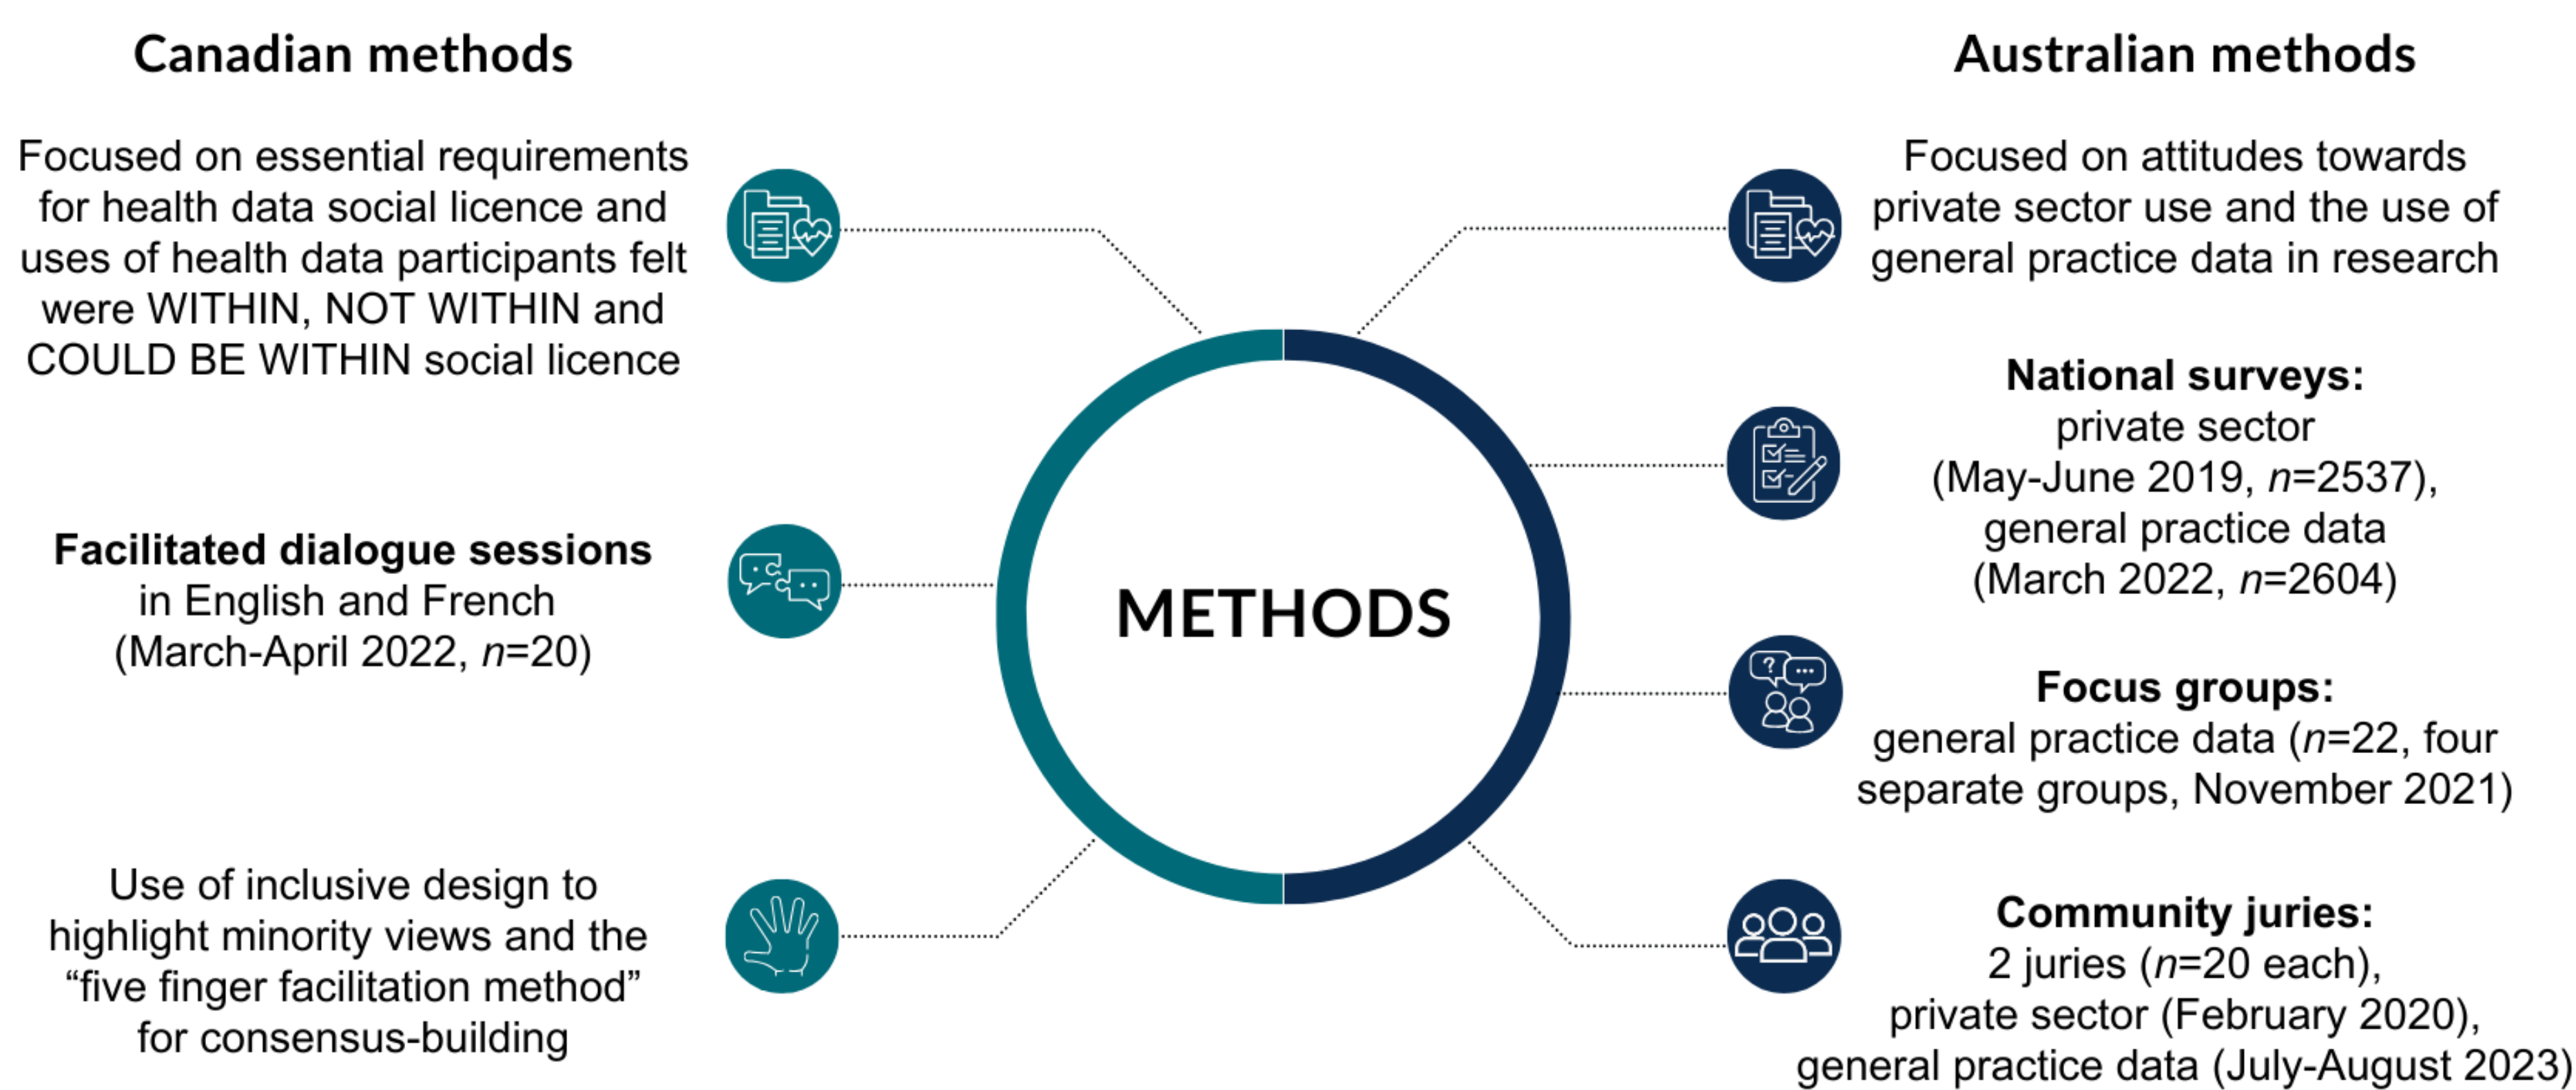 Canadian methods
Focused on essential requirements
for health data social licence and
uses of health data participants felt
were WITHIN, NOT WITHIN and
COULD BE WITHIN social licence
Facilitated dialogue sessions
in English and French
(March-April 2022, n=20)
Use of inclusive design to
highlight minority views and the
“five finger facilitation method”
for consensus-building
METHODS
Australian methods
Focused on attitudes towards
private sector use and the use of
general practice data in research
National surveys:
private sector
(May-June 2019, n=2537),
general practice data
(March 2022, n=2604)
Focus groups:
general practice data (n=22, four
separate groups, November 2021)
Community juries:
2 juries (n=20 each),
private sector (February 2020),
general practice data (July-August 2023)